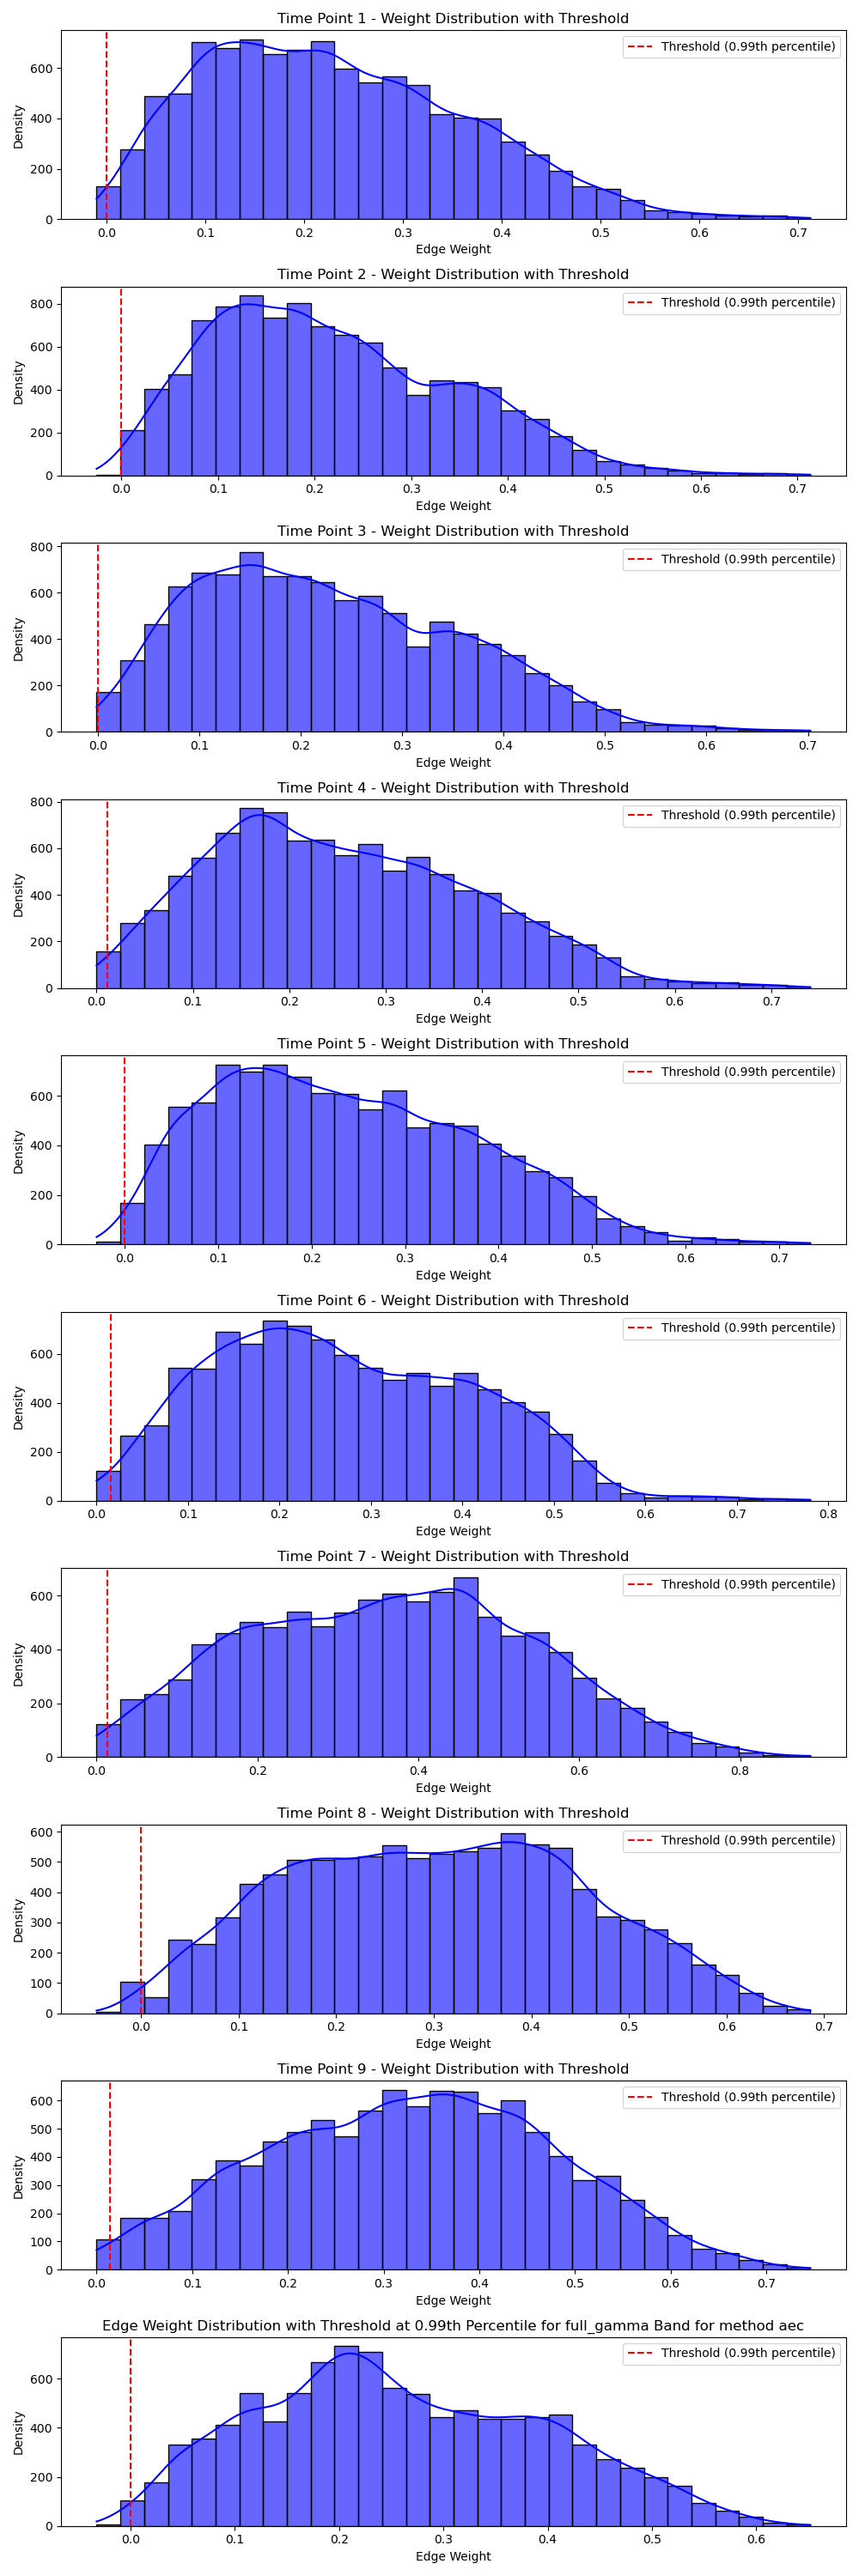 Time Point 1 - Weight Distribution with Threshold
Threshold (0.99th percentile)
Density
600
400
200
0
0.0 0.1 0.2 0.3 0.4 0.5 0.6 0.7
Edge Weight
Time Point 2 - Weight Distribution with Threshold
Threshold (0.99th percentile)
Density
800
600
400
200
0
0.0 0.1 0.2 0.3 0.4 0.5 0.6 0.7
Edge Weight
Time Point 3 - Weight Distribution with Threshold
Threshold (0.99th percentile)
Density
800
600
400
200
0
0.0 0.1 0.2 0.3 0.4 0.5 0.6 0.7
Edge Weight
Time Point 4 - Weight Distribution with Threshold
Threshold (0.99th percentile)
Density
800
600
400
200
0
0.0 0.1 0.2 0.3 0.4 0.5 0.6 0.7
Edge Weight
Time Point 5 - Weight Distribution with Threshold
Threshold (0.99th percentile)
Density
600
400
200
0
0.0 0.1 0.2 0.3 0.4 0.5 0.6 0.7
Edge Weight
Time Point 6 - Weight Distribution with Threshold
Threshold (0.99th percentile)
Density
600
400
200
0
0.0 0.1 0.2 0.3 0.4 0.5 0.6 0.7 0.8
Edge Weight
Time Point 7 - Weight Distribution with Threshold
Threshold (0.99th percentile)
Density
600
400
200
0
0.0 0.2 0.4 0.6 0.8
Edge Weight
Time Point 8 - Weight Distribution with Threshold
Threshold (0.99th percentile)
Density
600
500
400
300
200
100
0
0.0 0.1 0.2 0.3 0.4 0.5 0.6 0.7
Edge Weight
Time Point 9 - Weight Distribution with Threshold
Threshold (0.99th percentile)
Density
600
500
400
300
200
100
0
0.0 0.1 0.2 0.3 0.4 0.5 0.6 0.7
Edge Weight
Edge Weight Distribution with Threshold at 0.99th Percentile for full_gamma Band for method aec
Threshold (0.99th percentile)
Density
600
400
200
0
0.0 0.1 0.2 0.3 0.4 0.5 0.6
Edge Weight